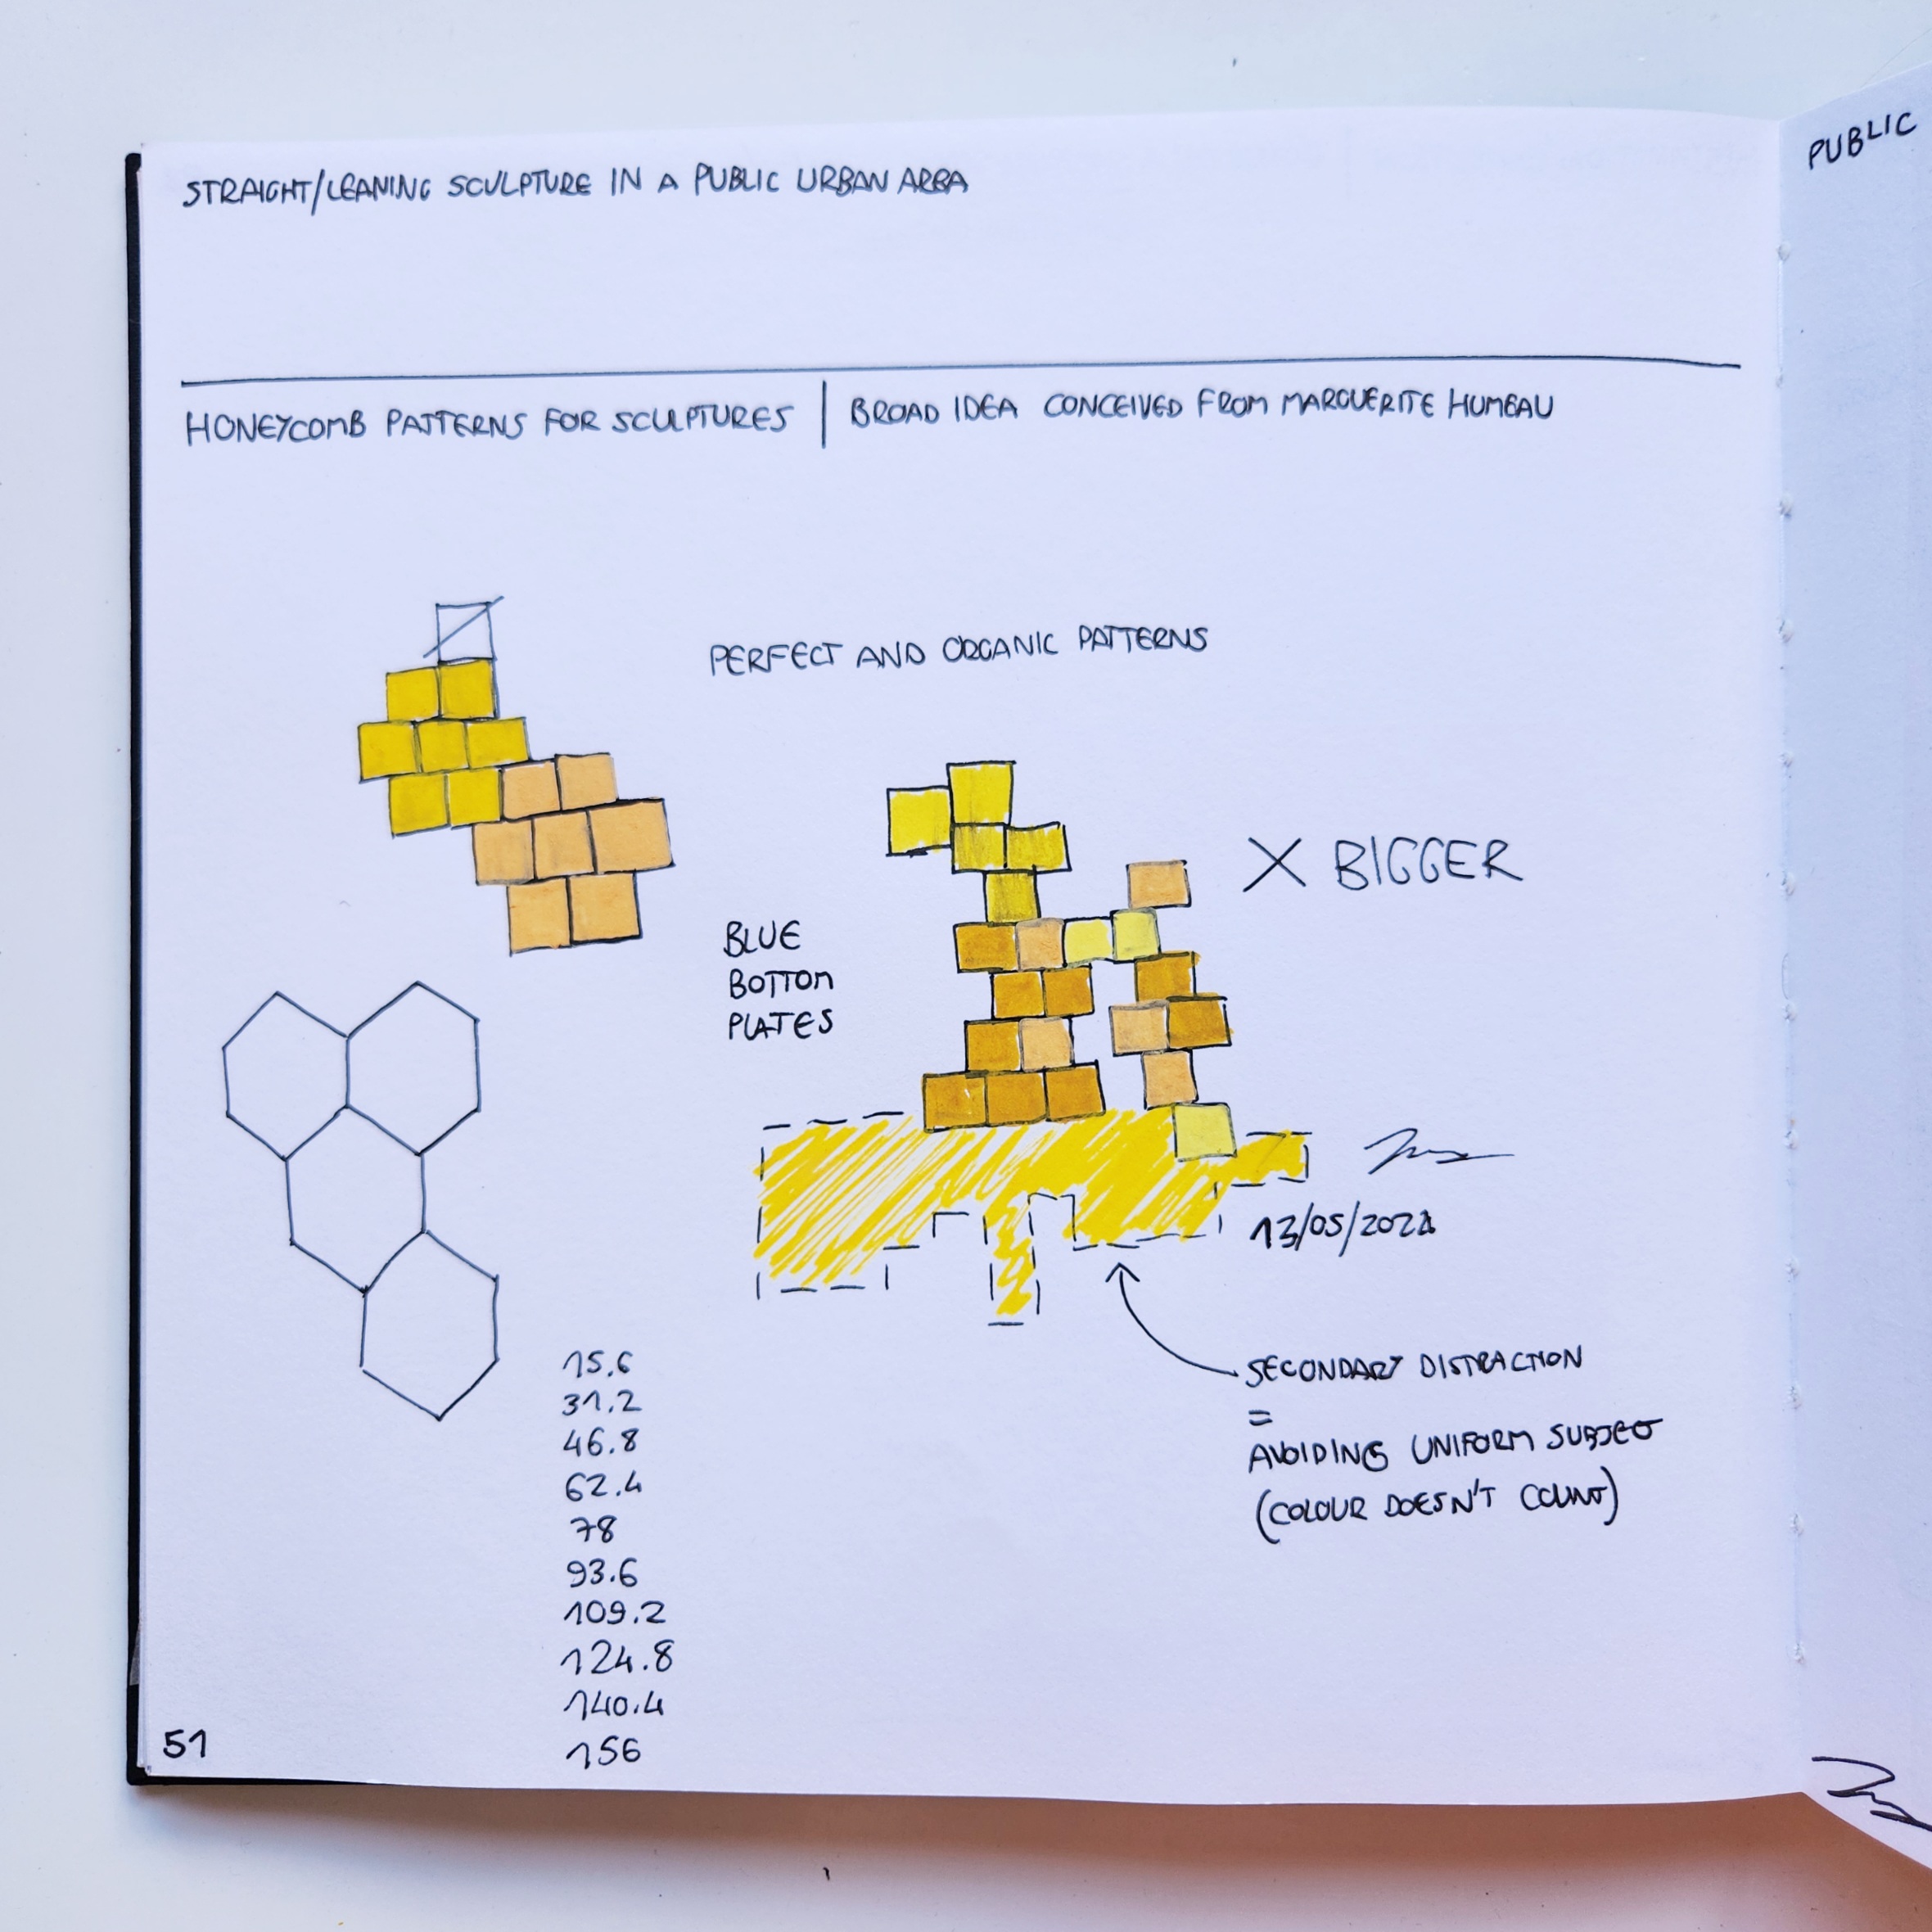 STRAIGHT/LEANING SCULPTURE IN A PUBLIC URBAN AREA
PUBLIC
HONEYCOMB PATTERNS FOR SCULPTURES | BROAD IDEA CONCEIVED FROM MARGUERITE HUMEAU
PERFECT AND ORGANIC PATTERNS
X BIGGER
BLUE
BOTTOM
PLATES
13/05/2022
SECONDARY DISTRACTION
=
AVOIDING UNIFORM SUBJECT
(COLOUR DOESN'T COUNT)
15.6
31.2
46.8
62.4
78
93.6
109.2
124.8
140.4
156
51